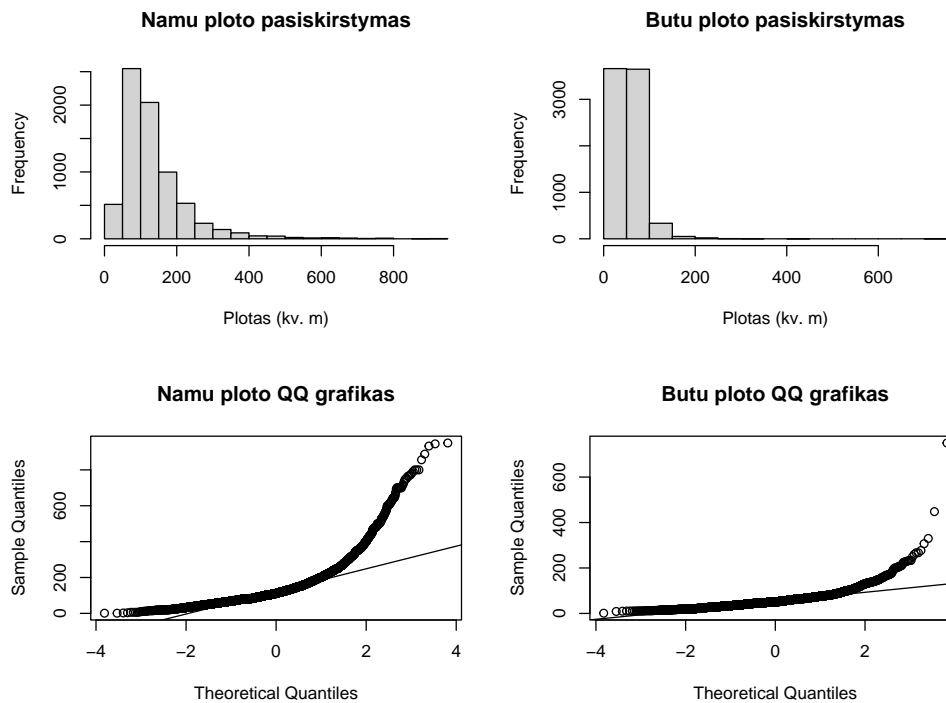 Namu ploto pasiskirstymas
Frequency
0 1000 2000
0 200 400 600 800
Plotas (kv. m)
Butu ploto pasiskirstymas
Frequency
0 1000 3000
0 200 400 600
Plotas (kv. m)
Namu ploto QQ grafikas
Sample Quantiles
0 200 600
−4 −2 0 2 4
Theoretical Quantiles
Butu ploto QQ grafikas
Sample Quantiles
0 200 400 600
−4 −2 0 2
Theoretical Quantiles